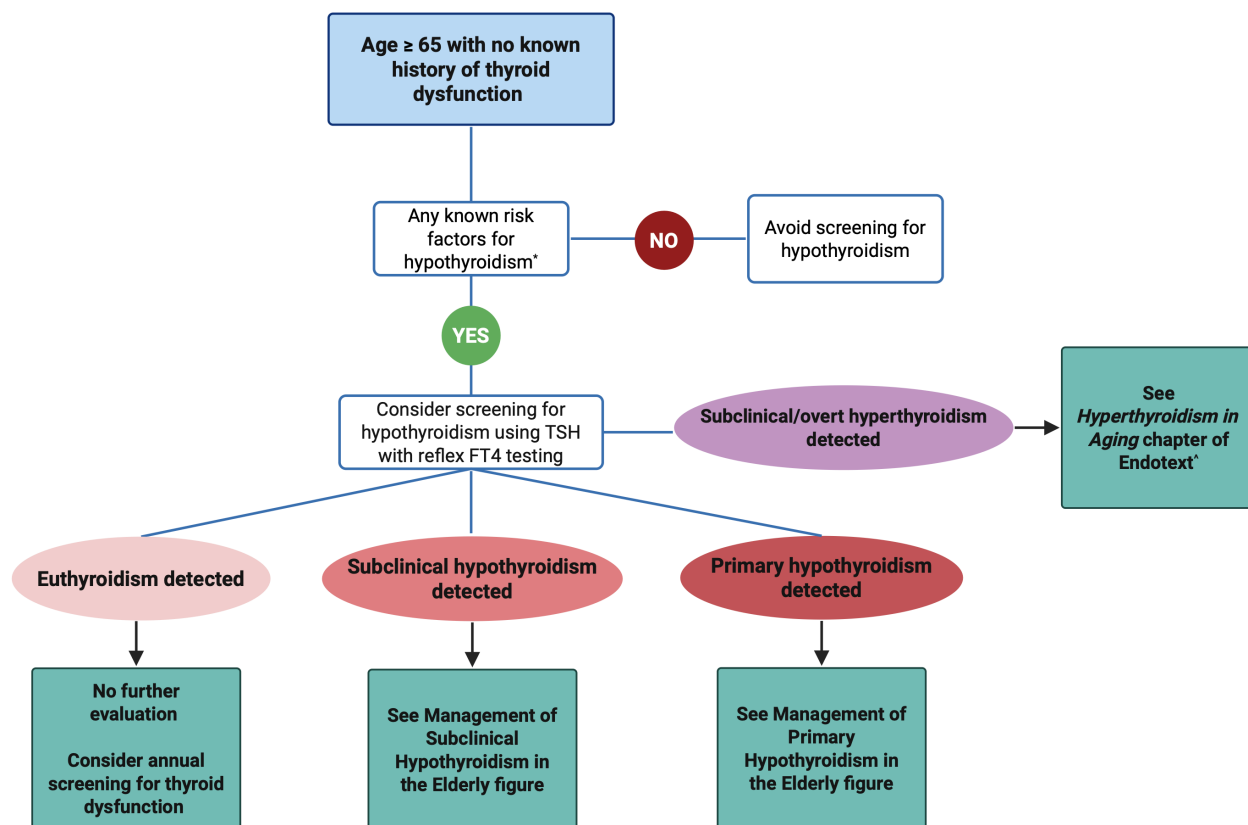 Age ≥ 65 with no known
history of thyroid
dysfunction
Any known risk
factors for
hypothyroidism*
NO
Avoid screening for
hypothyroidism
YES
Consider screening for
hypothyroidism using TSH
with reflex FT4 testing
Subclinical/overt hyperthyroidism
detected
See
Hyperthyroidism in
Aging chapter of
Endotext^
Euthyroidism detected
Subclinical hypothyroidism
detected
Primary hypothyroidism
detected
No further
evaluation
Consider annual
screening for thyroid
dysfunction
See Management of
Subclinical
Hypothyroidism in
the Elderly figure
See Management of
Primary
Hypothyroidism in
the Elderly figure